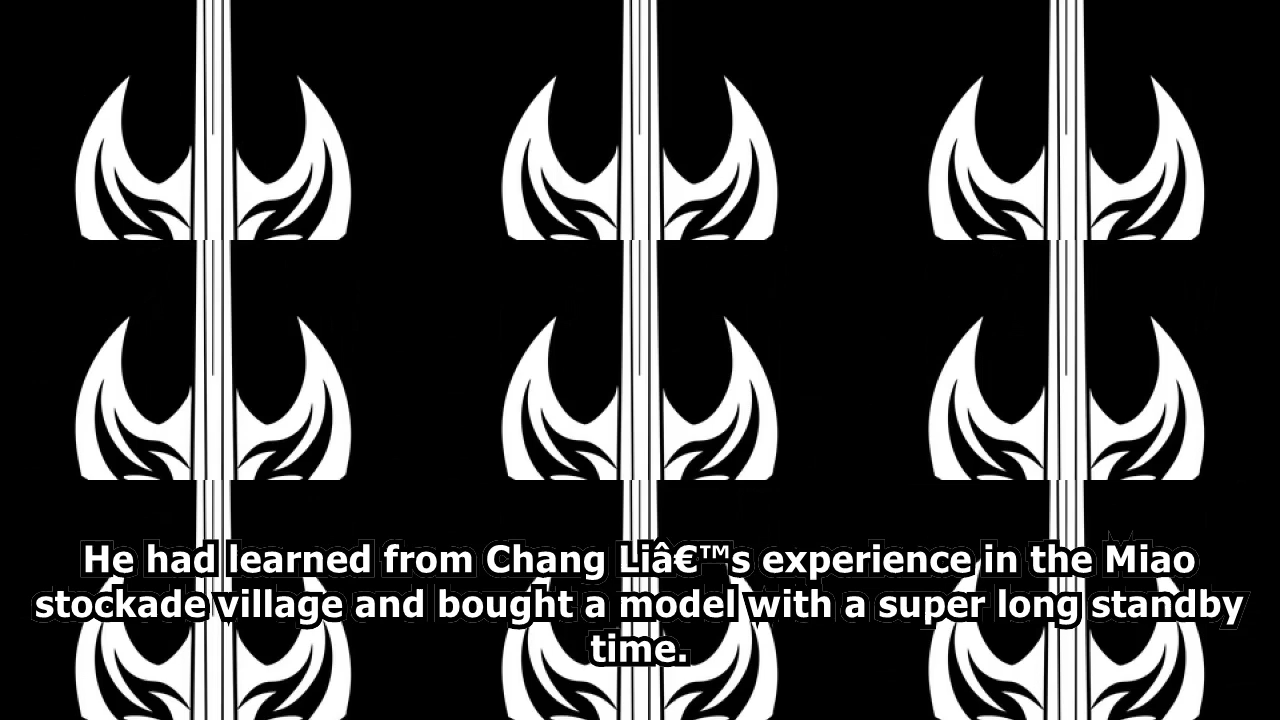 He had learned from Chang Liâ€™s experience in the Miao
stockade village and bought a model with a super long standby
time.